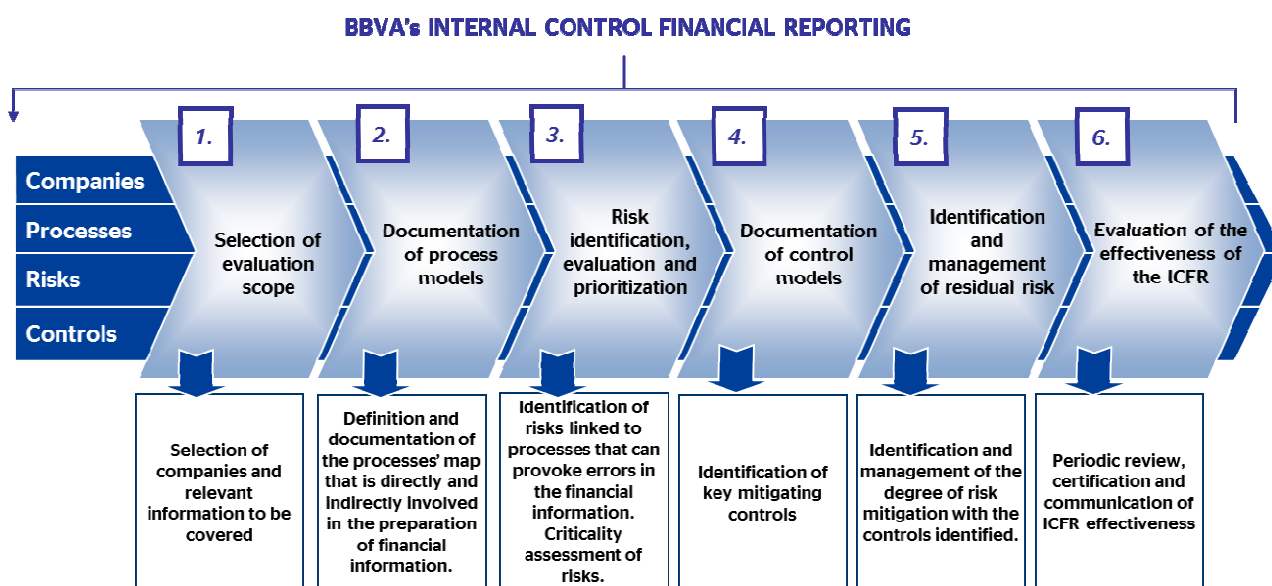 BBVA's INTERNAL CONTROL FINANCIAL REPORTING
1.
2.
3.
4.
5.
6.
Companies
Processes
Risks
Controls
Selection of
evaluation
scope
Documentation
of process
models
Risk
identification,
evaluation and
prioritization
Documentation
of control
models
Identification
and
management
of residual risk
Evaluation of the
effectiveness of
the ICFR
Selection of
companies and
relevant
information to be
covered
Definition and
documentation of
the processes' map
that is directly and
indirectly involved
in the preparation
of financial
information.
Identification of
risks linked to
processes that can
provoke errors in
the financial
information.
Criticality
assessment of
risks.
Identification of
key mitigating
controls
Identification and
management of the
degree of risk
mitigation with the
controls identified.
Periodic review,
certification and
communication of
ICFR effectiveness